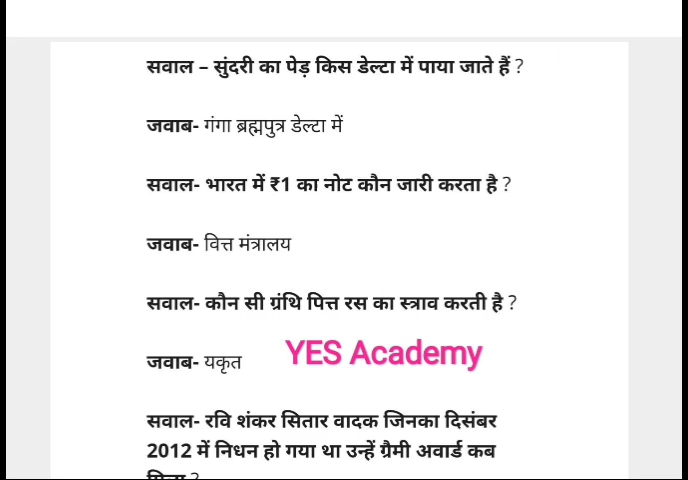 सवाल – सुंदरी का पेड़ किस डेल्टा में पाया जाते हैं ?
जवाब- गंगा ब्रह्मपुत्र डेल्टा में
सवाल- भारत में ₹1 का नोट कौन जारी करता है ?
जवाब- वित्त मंत्रालय
सवाल- कौन सी ग्रंथि पित्त रस का स्त्राव करती है ?
जवाब- यकृत
YES Academy
सवाल- रवि शंकर सितार वादक जिनका दिसंबर
2012 में निधन हो गया था उन्हें ग्रैमी अवार्ड कब